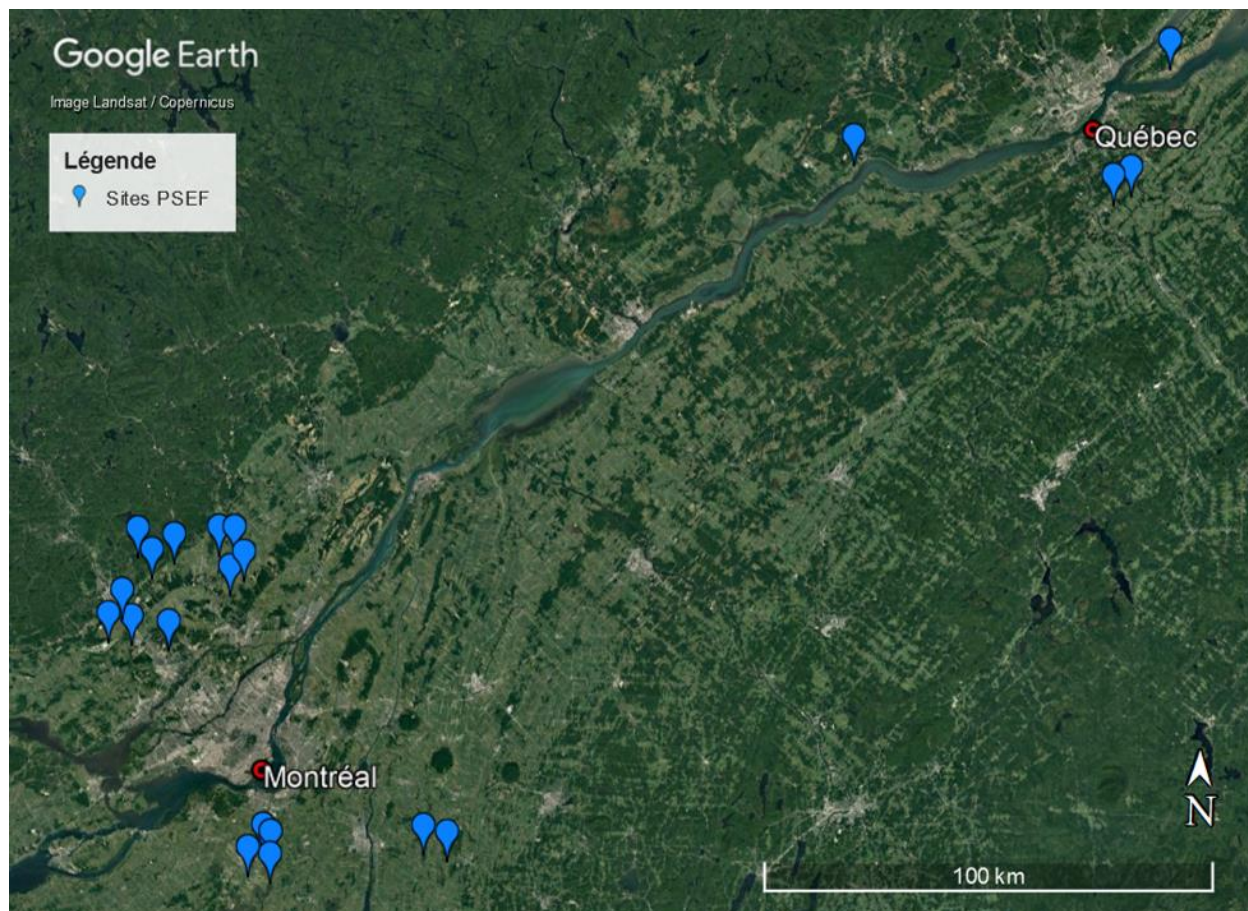 Google Earth
Image Landsat / Copernicus
Légende
Sites PSEF
Québec
Montréal
N
100 km